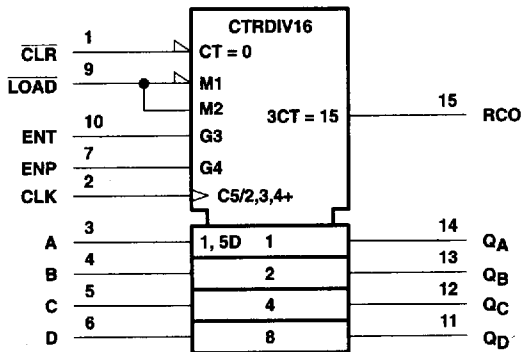 CTRDIV16
CLR 1 CT = 0
LOAD 9 M1
M2
3CT = 15 15 RCO
ENT 10 G3
ENP 7 G4
CLK 2 C5/2,3,4+
A 3 1, 5D 1 14 QA
B 4 2 13 QB
C 5 4 12 QC
D 6 8 11 QD